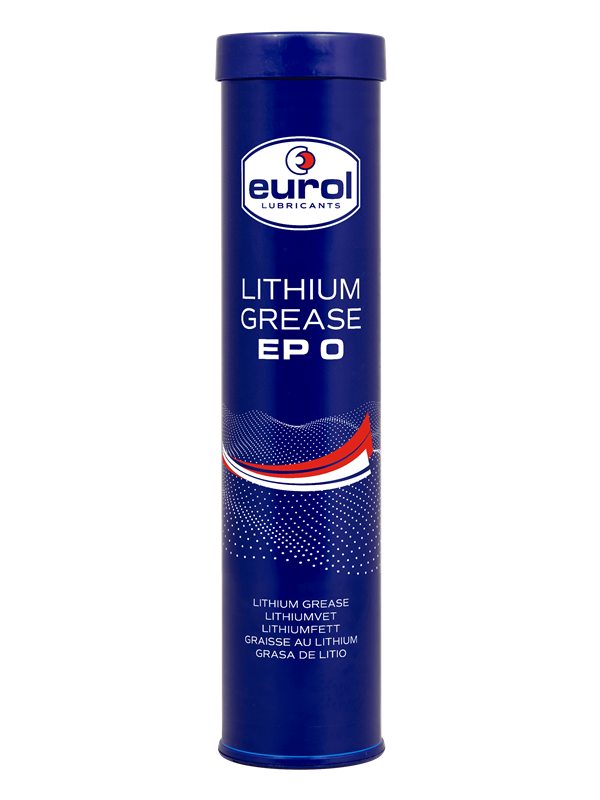 eurol
LUBRICANTS
LITHIUM
GREASE
EP 0
LITHIUM GREASE
LITHIUMVET
LITHIUMFETT
GRAISSE AU LITHIUM
GRASA DE LITIO